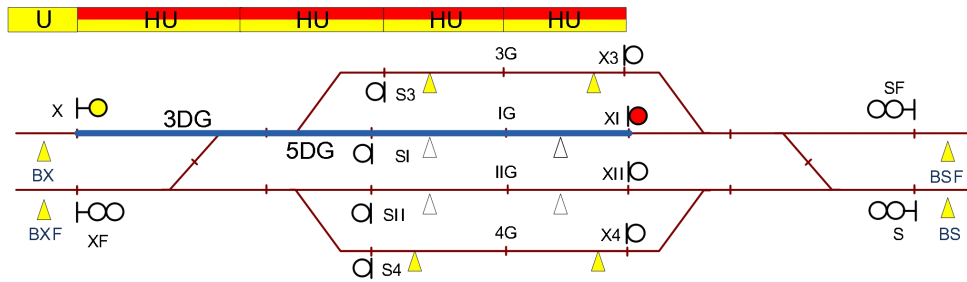 U HU HU HU HU
3G X3
S3 SF
X 3DG IG XI
5DG SI
BX IIG XII BSF
BXF XF SII S BS
4G X4
S4